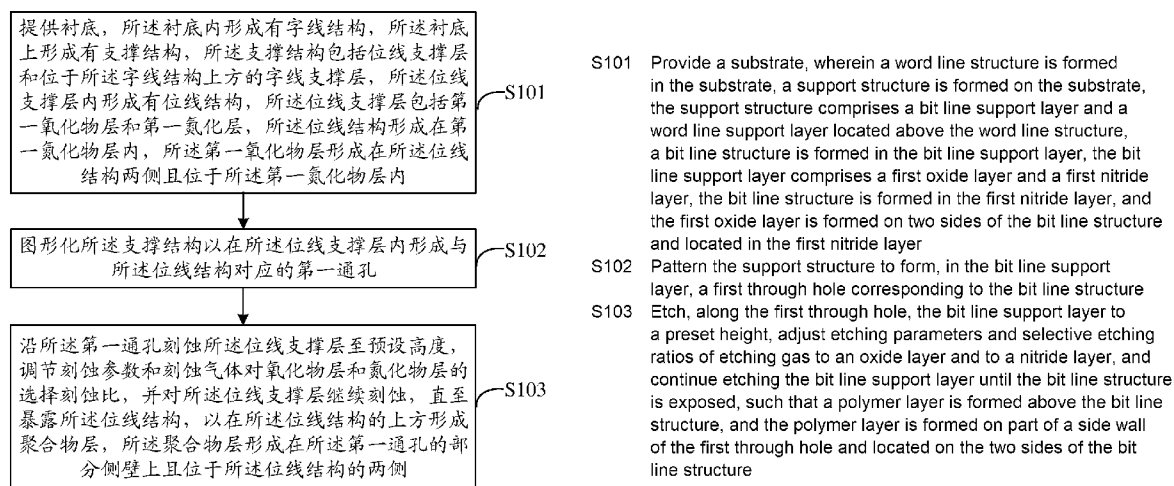 提供衬底，所述衬底内形成有字线结构，所述衬底
上形成有支撑结构，所述支撑结构包括位线支撑层
和位于所述字线结构上方的字线支撑层，所述位线
支撑层内形成有位线结构，所述位线支撑层包括第
一氧化物层和第一氮化层，所述位线结构形成在第
一氮化物层内，所述第一氧化物层形成在所述位线
结构两侧且位于所述第一氮化物层内
S101
图形化所述支撑结构以在所述位线支撑层内形成与
所述位线结构对应的第一通孔
S102
沿所述第一通孔刻蚀所述位线支撑层至预设高度，
调节刻蚀参数和刻蚀气体对氧化物层和氮化物层的
选择刻蚀比，并对所述位线支撑层继续刻蚀，直至
暴露所述位线结构，以在所述位线结构的上方形成
聚合物层，所述聚合物层形成在所述第一通孔的部
分侧壁上且位于所述位线结构的两侧
S103
S101 Provide a substrate, wherein a word line structure is formed
in the substrate, a support structure is formed on the substrate,
the support structure comprises a bit line support layer and a
word line support layer located above the word line structure,
a bit line structure is formed in the bit line support layer, the bit
line support layer comprises a first oxide layer and a first nitride
layer, the bit line structure is formed in the first nitride layer, and
the first oxide layer is formed on two sides of the bit line structure
and located in the first nitride layer
S102 Pattern the support structure to form, in the bit line support
layer, a first through hole corresponding to the bit line structure
S103 Etch, along the first through hole, the bit line support layer to
a preset height, adjust etching parameters and selective etching
ratios of etching gas to an oxide layer and to a nitride layer, and
continue etching the bit line support layer until the bit line structure
is exposed, such that a polymer layer is formed above the bit line
structure, and the polymer layer is formed on part of a side wall
of the first through hole and located on the two sides of the bit
line structure